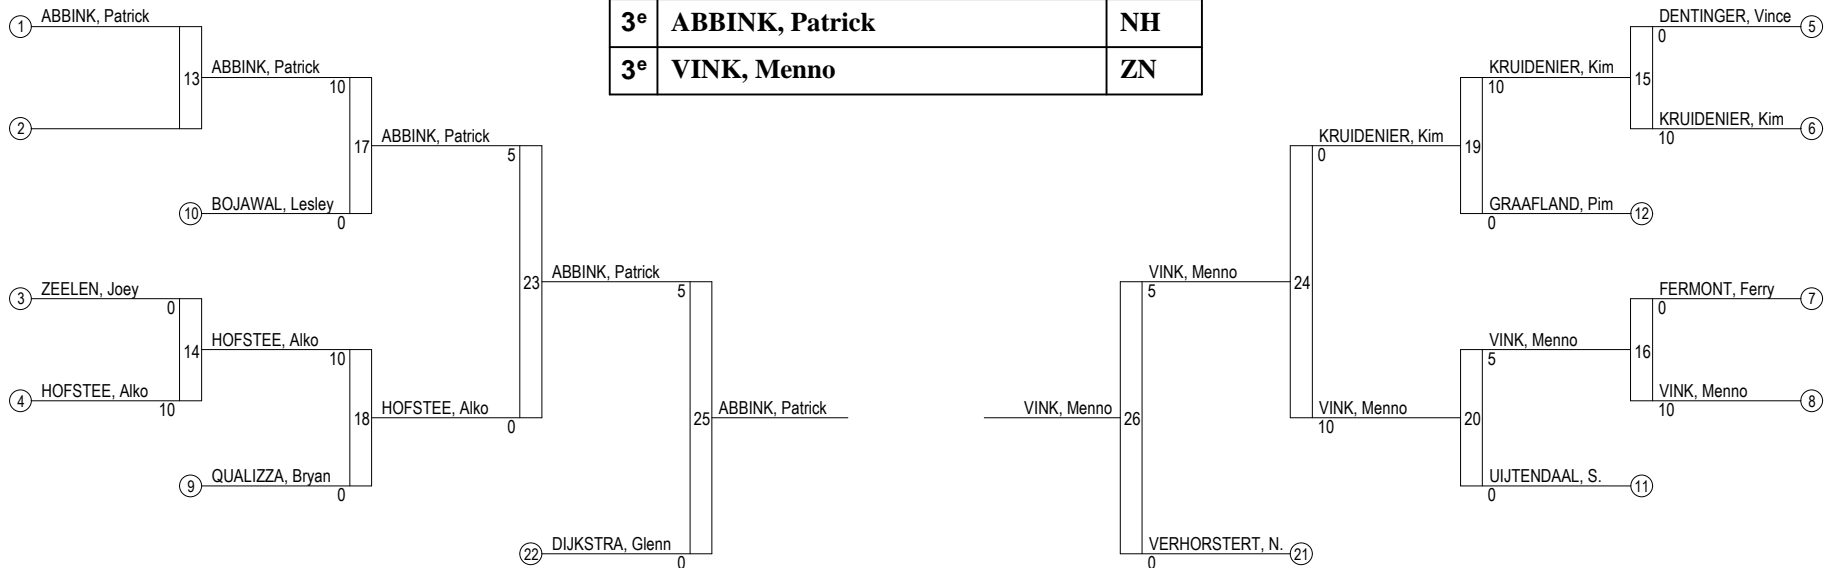 3e ABBINK, Patrick NH
3e VINK, Menno ZN
1 ABBINK, Patrick
13 ABBINK, Patrick
10
2
17 ABBINK, Patrick
5
10 BOJAWAL, Lesley
0
23 ABBINK, Patrick
5
3 ZEELEN, Joey
0
14 HOFSTEE, Alko
10
4 HOFSTEE, Alko
10
18 HOFSTEE, Alko
0
9 QUALIZZA, Bryan
0
25 ABBINK, Patrick
22 DIJKSTRA, Glenn
0
DENTINGER, Vince 5
0
KRUIDENIER, Kim 15
10
KRUIDENIER, Kim 6
10
KRUIDENIER, Kim 19
0
GRAAFLAND, Pim 12
0
VINK, Menno 24
5
FERMONT, Ferry 7
0
VINK, Menno 16
5
VINK, Menno 8
10
VINK, Menno 20
10
UIJTENDAAL, S. 11
0
VINK, Menno 26
VERHORSTERT, N. 21
0